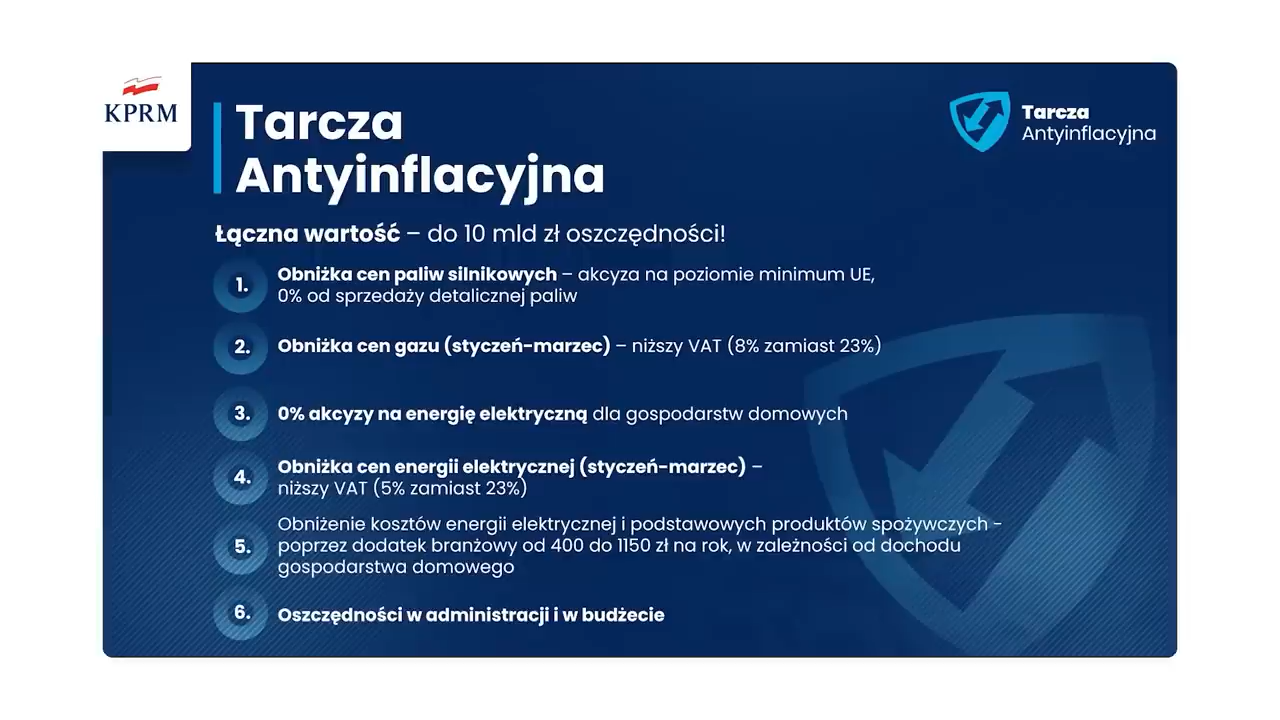 KPRM
Tarcza
Antyinflacyjna
Tarcza
Antyinflacyjna
Łączna wartość – do 10 mld zł oszczędności!
1. Obniżka cen paliw silnikowych – akcyza na poziomie minimum UE,
0% od sprzedaży detalicznej paliw
2. Obniżka cen gazu (styczeń-marzec) – niższy VAT (8% zamiast 23%)
3. 0% akcyzy na energię elektryczną dla gospodarstw domowych
4. Obniżka cen energii elektrycznej (styczeń-marzec) –
niższy VAT (5% zamiast 23%)
5. Obniżenie kosztów energii elektrycznej i podstawowych produktów spożywczych -
poprzez dodatek branżowy od 400 do 1150 zł na rok, w zależności od dochodu
gospodarstwa domowego
6. Oszczędności w administracji i w budżecie